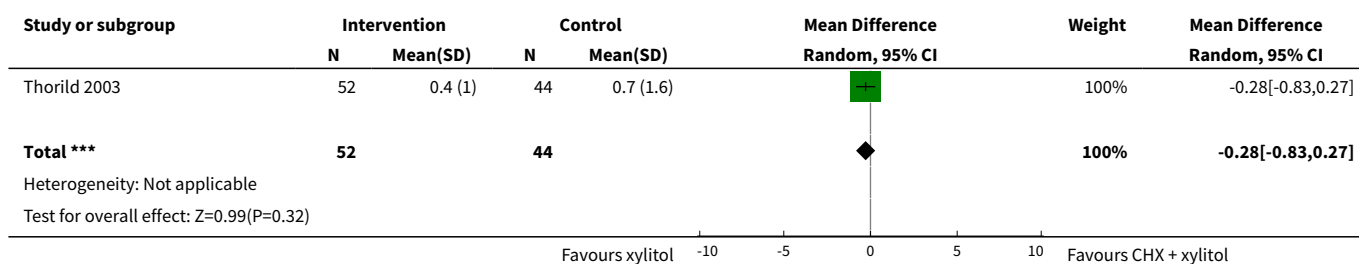 Study or subgroup Intervention Control Mean Difference Weight Mean Difference
N Mean(SD) N Mean(SD) Random, 95% CI Random, 95% CI
Thorild 2003 52 0.4 (1) 44 0.7 (1.6) 100% -0.28[-0.83,0.27]
Total *** 52 44 100% -0.28[-0.83,0.27]
Heterogeneity: Not applicable
Test for overall effect: Z=0.99(P=0.32)
Favours xylitol -10 -5 0 5 10 Favours CHX + xylitol